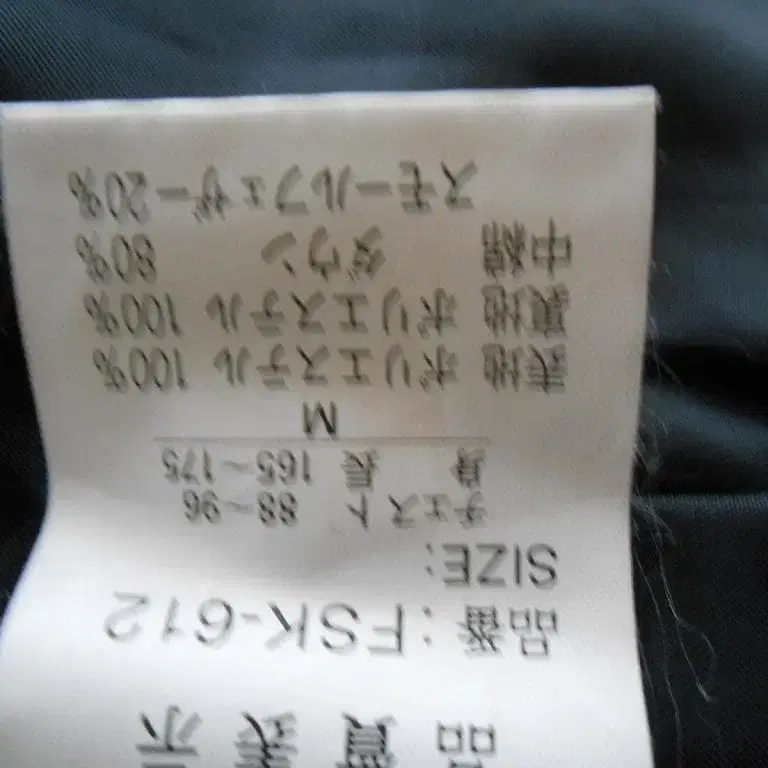 品質表示
品番:FSK-612
SIZE:
チェスト 88~96
身長 165~175
M
表地 ポリエステル 100%
裏地 ポリエステル 100%
中綿 ダウン 80%
スモールフェザー20%